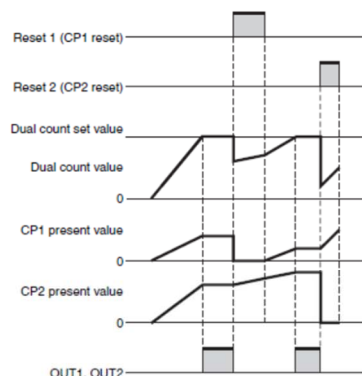 Reset 1 (CP1 reset)
Reset 2 (CP2 reset)
Dual count set value
Dual count value
0
CP1 present value
0
CP2 present value
0
OUT1, OUT2